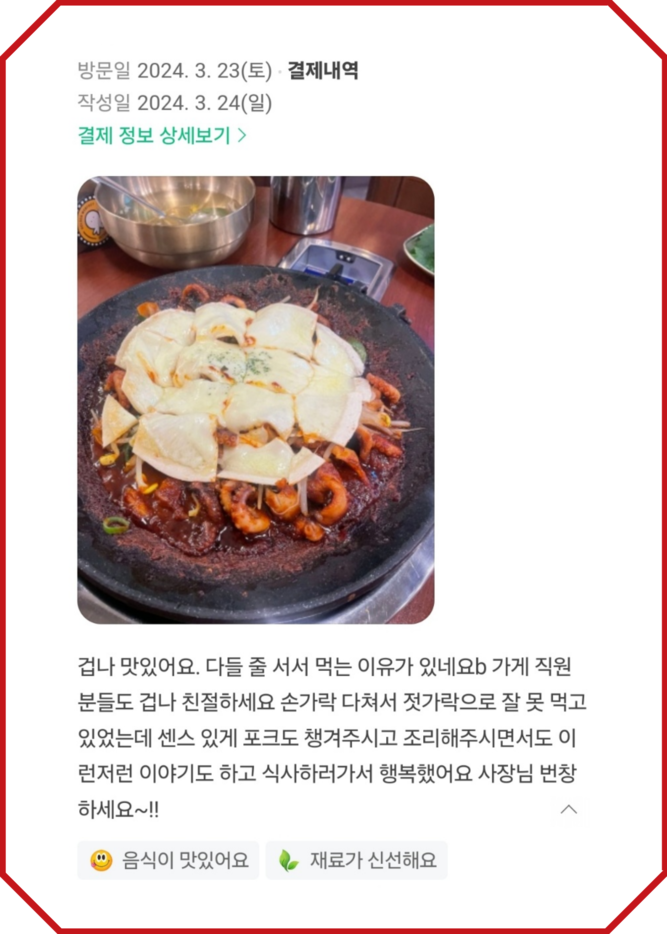 방문일 2024. 3. 23(토) · 결제내역
작성일 2024. 3. 24(일)
결제 정보 상세보기 >
겁나 맛있어요. 다들 줄 서서 먹는 이유가 있네요b 가게 직원
분들도 겁나 친절하세요 손가락 다쳐서 젓가락으로 잘 못 먹고
있었는데 센스 있게 포크도 챙겨주시고 조리해주시면서도 이
런저런 이야기도 하고 식사하러가서 행복했어요 사장님 번창
하세요~!!
음식이 맛있어요 재료가 신선해요